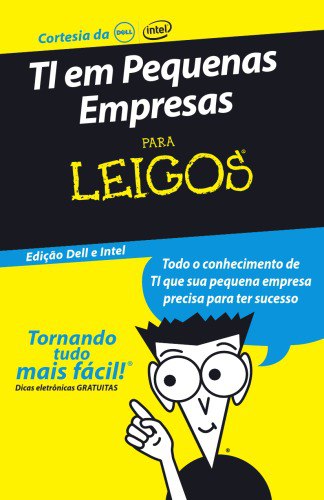 Cortesia da DELL intel
TI em Pequenas
Empresas
PARA
LEIGOS®
Edição Dell e Intel
Todo o conhecimento de
TI que sua pequena empresa
precisa para ter sucesso
Tornando
tudo
mais fácil!®
Dicas eletrônicas GRATUITAS
®